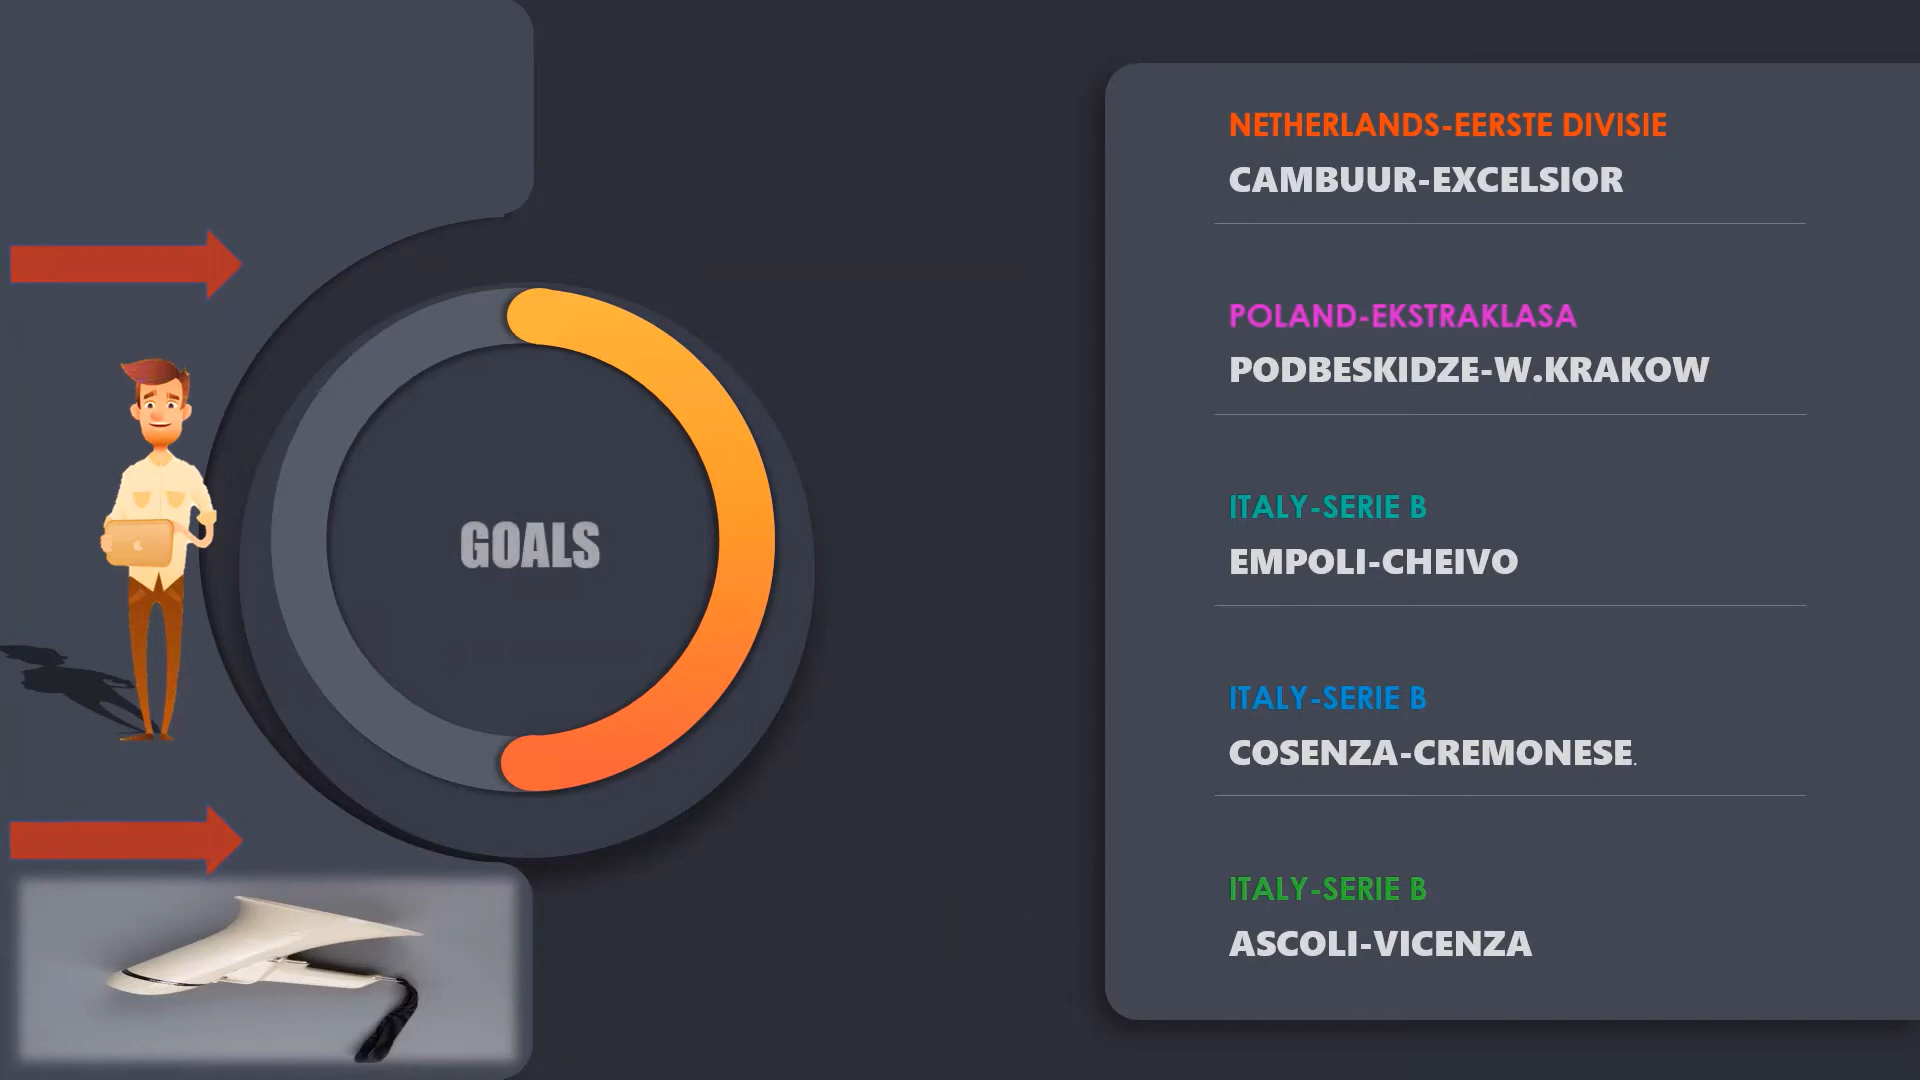 GOALS
NETHERLANDS-EERSTE DIVISIE
CAMBUUR-EXCELSIOR
POLAND-EKSTRAKLASA
PODBESKIDZE-W.KRAKOW
ITALY-SERIE B
EMPOLI-CHEIVO
ITALY-SERIE B
COSENZA-CREMONESE.
ITALY-SERIE B
ASCOLI-VICENZA